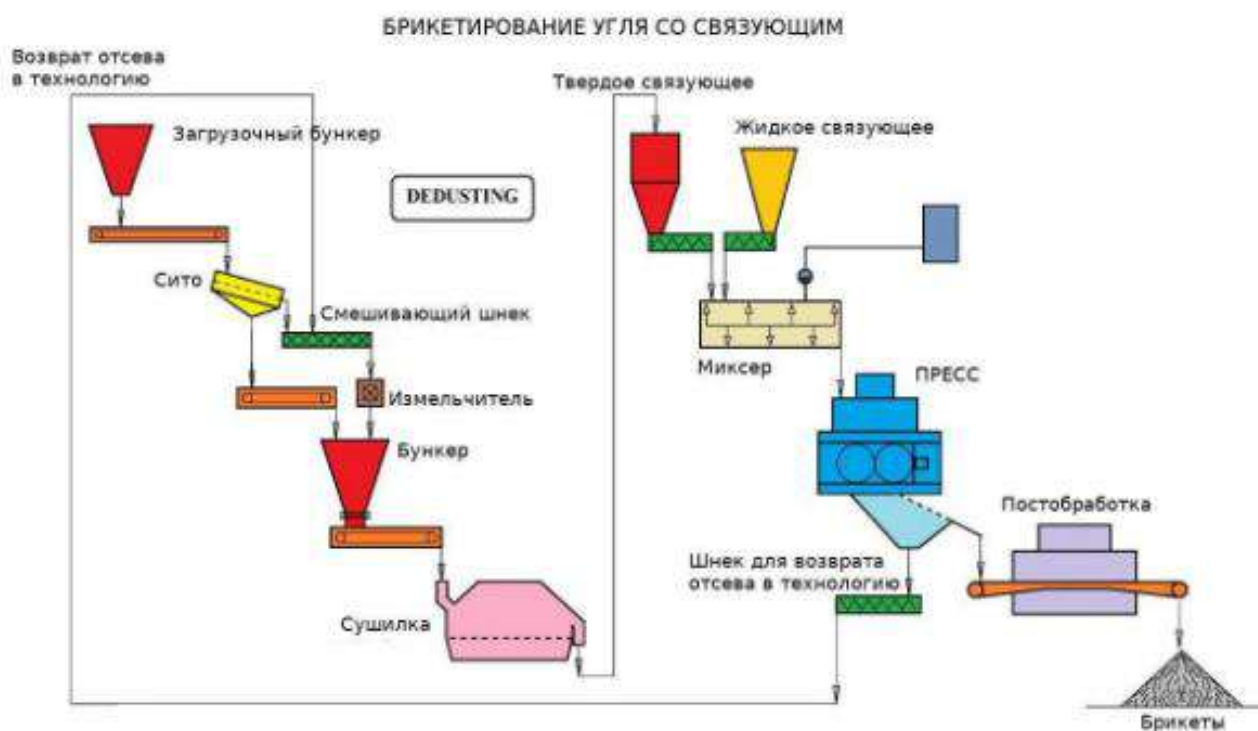 БРИКЕТИРОВАНИЕ УГЛЯ СО СВЯЗУЮЩИМ
Возврат отсева
в технологию
Твердое связующее
Загрузочный бункер
Жидкое связующее
DEDUSTING
Сито
Смешивающий шнек
Миксер
ПРЕСС
Измельчитель
Бункер
Постобработка
Шнек для возврата
отсева в технологию
Сушилка
Брикеты